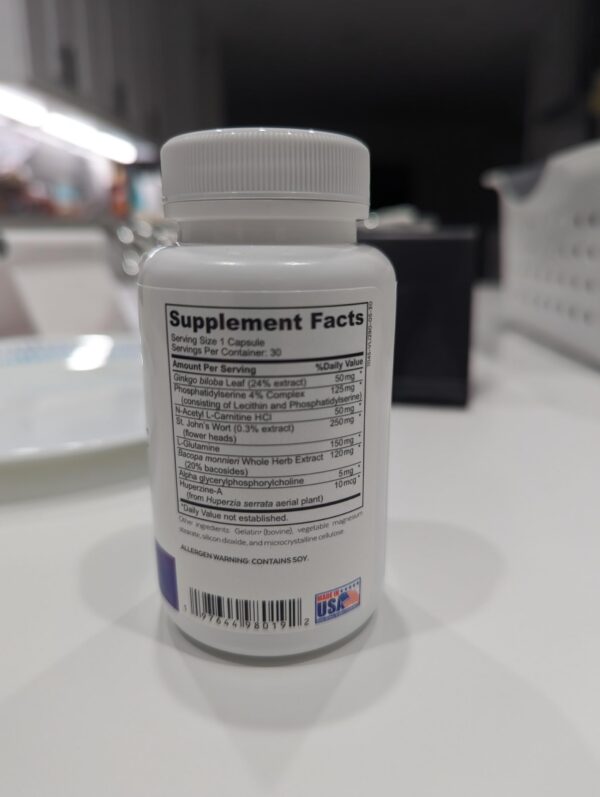 Supplement Facts
Serving Size 1 Capsule
Servings Per Container: 30
Amount Per Serving %Daily Value
Ginkgo biloba Leaf (24% extract) 50 mg *
Phosphatidylserine 4% Complex 125 mg *
(consisting of Lecithin and Phosphatidylserine)
N-Acetyl L-Carnitine HCl 50 mg *
St. John's Wort (0.3% extract) 250 mg *
(flower heads)
L-Glutamine 150 mg *
Bacopa monnieri Whole Herb Extract 120 mg *
(20% bacosides)
Alpha glycerylphosphorylcholine 5 mg *
Huperzine-A 10 mcg *
(from Huperzia serrata aerial plant)
*Daily Value not established.
Other ingredients: Gelatin (bovine), vegetable magnesium
stearate, silicon dioxide, and microcrystalline cellulose.
ALLERGEN WARNING: CONTAINS SOY.
MADE IN
USA
97644 98019 2